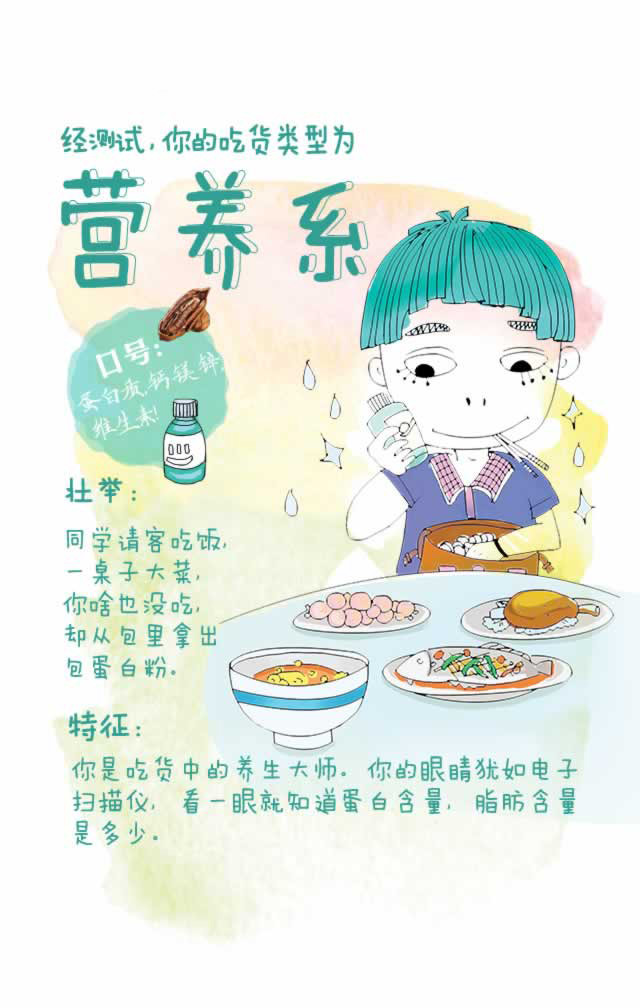 经测试,你的吃货类型为
营养系
口号:
蛋白质,钙镁锌,
维生素!
壮举:
同学请客吃饭,
一桌子大菜,
你啥也没吃,
却从包里拿出
包蛋白粉。
特征:
你是吃货中的养生大师。你的眼睛犹如电子
扫描仪, 看一眼就知道蛋白含量, 脂肪含量
是多少。